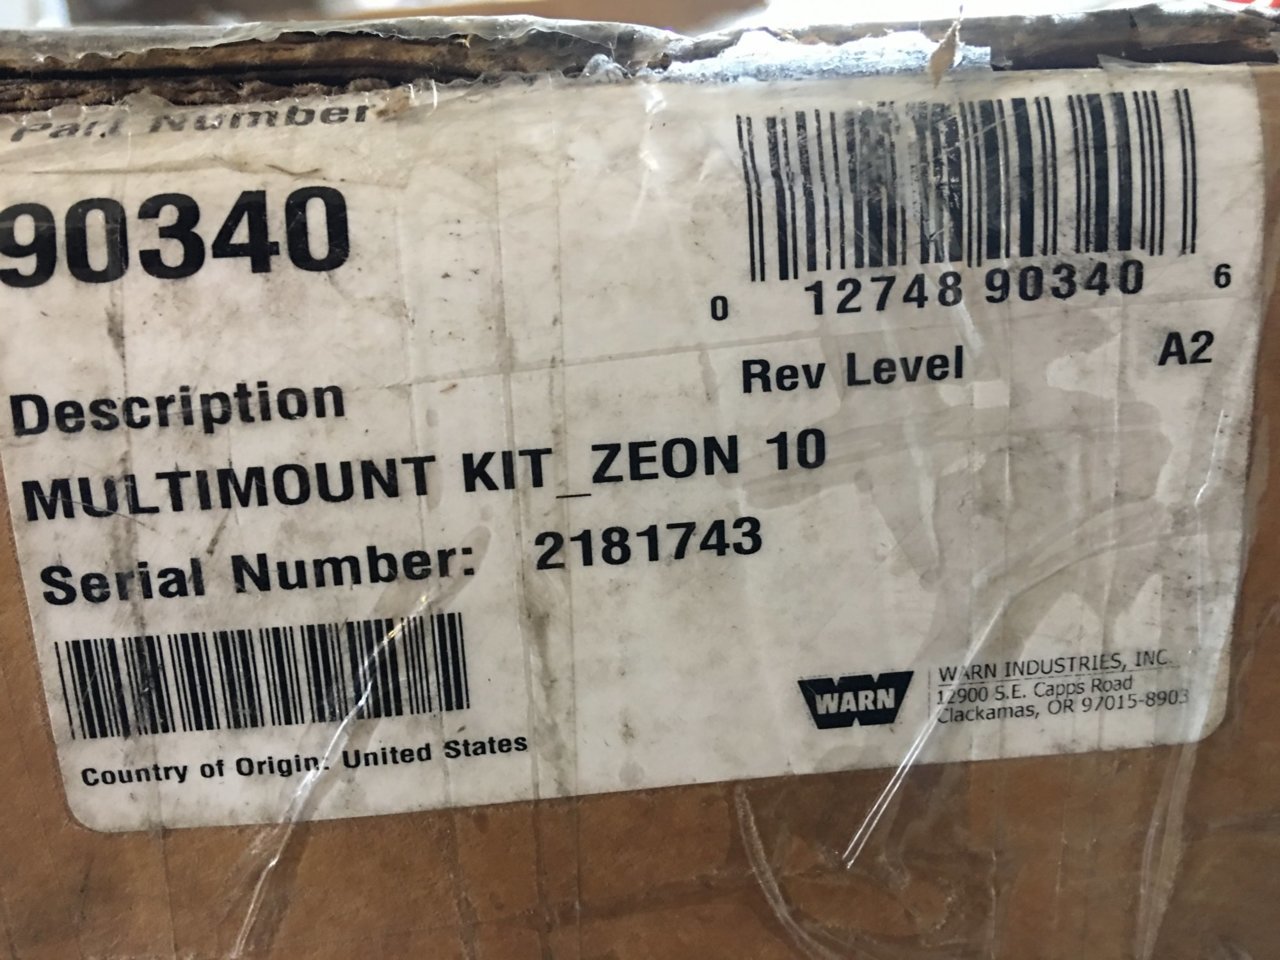 Part Number
90340
0 12748 90340 6
Rev Level A2
Description
MULTIMOUNT KIT_ZEON 10
Serial Number: 2181743
WARN
WARN INDUSTRIES, INC.
12900 S.E. Capps Road
Clackamas, OR 97015-8903
Country of Origin: United States